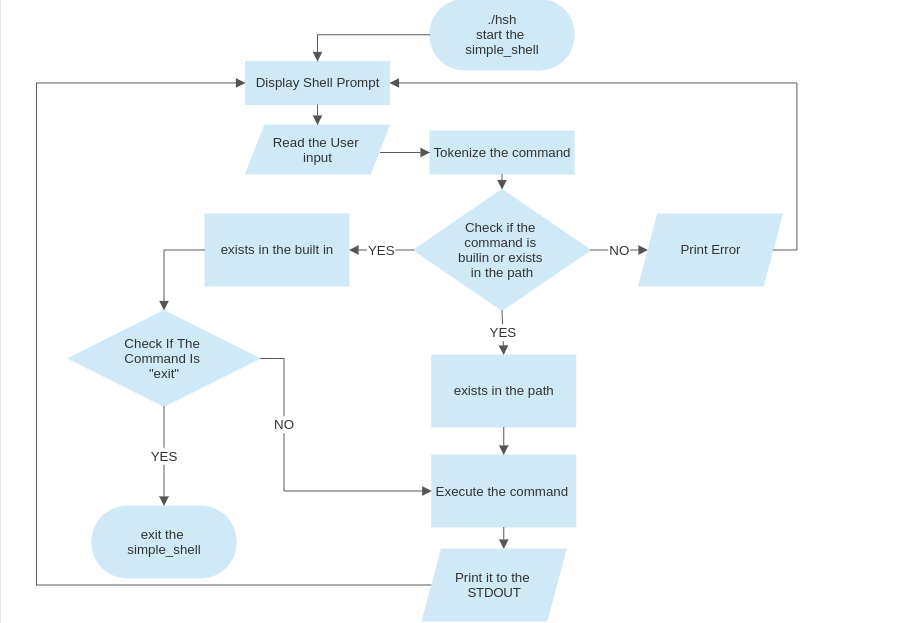 ./hsh
start the
simple_shell
Display Shell Prompt
Read the User
input
Tokenize the command
Check if the
command is
builin or exists
in the path
YES
exists in the built in
NO
Print Error
YES
exists in the path
Check If The
Command Is
"exit"
NO
YES
Execute the command
exit the
simple_shell
Print it to the
STDOUT